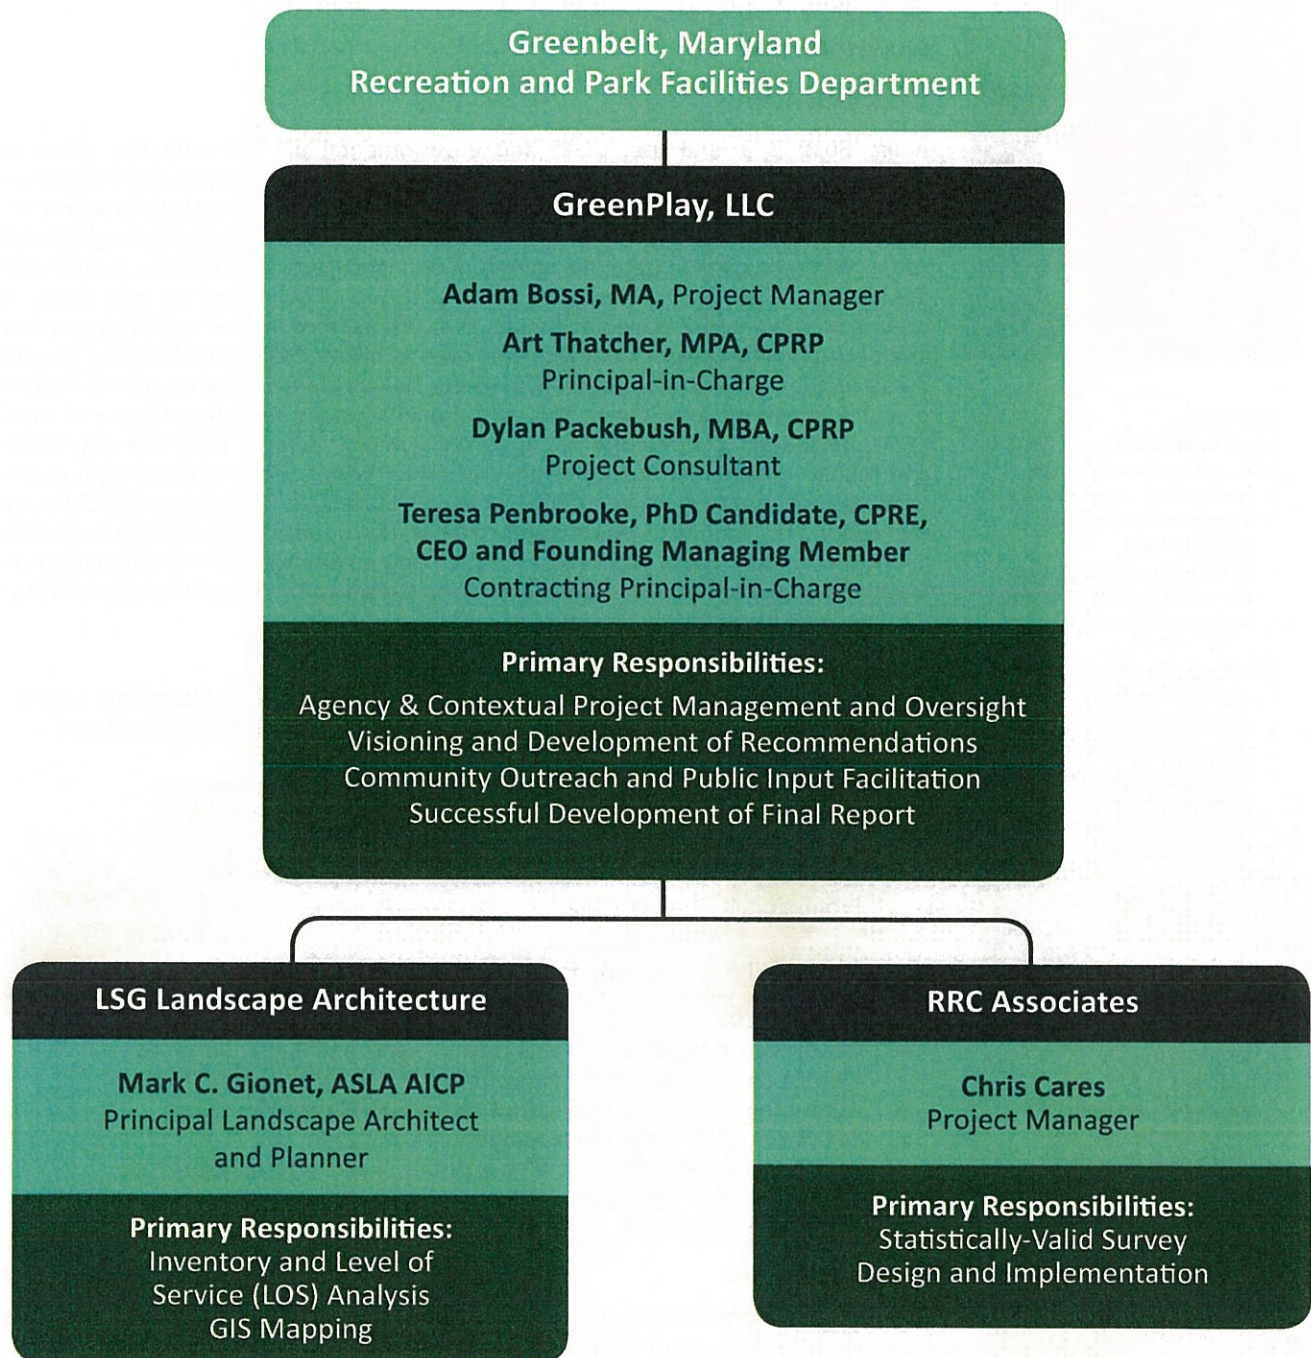 Greenbelt, Maryland
Recreation and Park Facilities Department
GreenPlay, LLC
Adam Bossi, MA, Project Manager
Art Thatcher, MPA, CPRP
Principal-in-Charge
Dylan Packebush, MBA, CPRP
Project Consultant
Teresa Penbrooke, PhD Candidate, CPRE,
CEO and Founding Managing Member
Contracting Principal-in-Charge
Primary Responsibilities:
Agency & Contextual Project Management and Oversight
Visioning and Development of Recommendations
Community Outreach and Public Input Facilitation
Successful Development of Final Report
LSG Landscape Architecture
Mark C. Gionet, ASLA AICP
Principal Landscape Architect
and Planner
Primary Responsibilities:
Inventory and Level of
Service (LOS) Analysis
GIS Mapping
RRC Associates
Chris Cares
Project Manager
Primary Responsibilities:
Statistically-Valid Survey
Design and Implementation